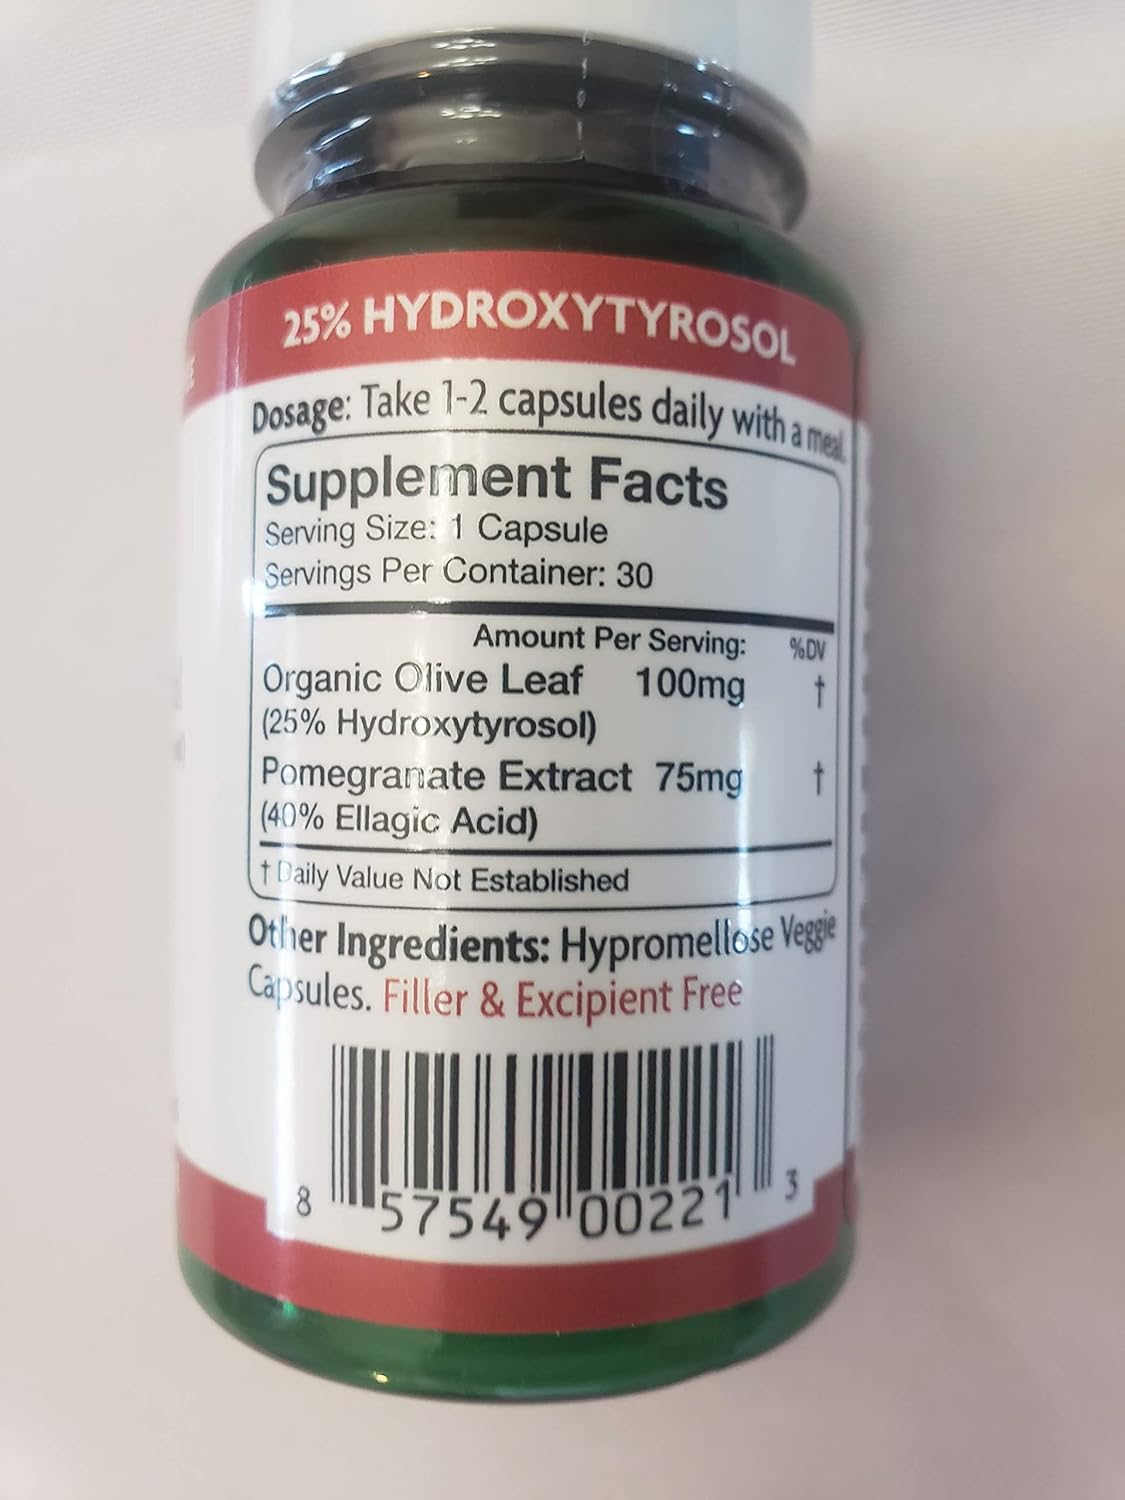 25% HYDROXYTYROSOL
Dosage: Take 1-2 capsules daily with a meal.
Supplement Facts
Serving Size: 1 Capsule
Servings Per Container: 30
Amount Per Serving: %DV
Organic Olive Leaf 100mg †
(25% Hydroxytyrosol)
Pomegranate Extract 75mg †
(40% Ellagic Acid)
† Daily Value Not Established
Other Ingredients: Hypromellose Veggie
Capsules. Filler & Excipient Free
8 57549 00221 3